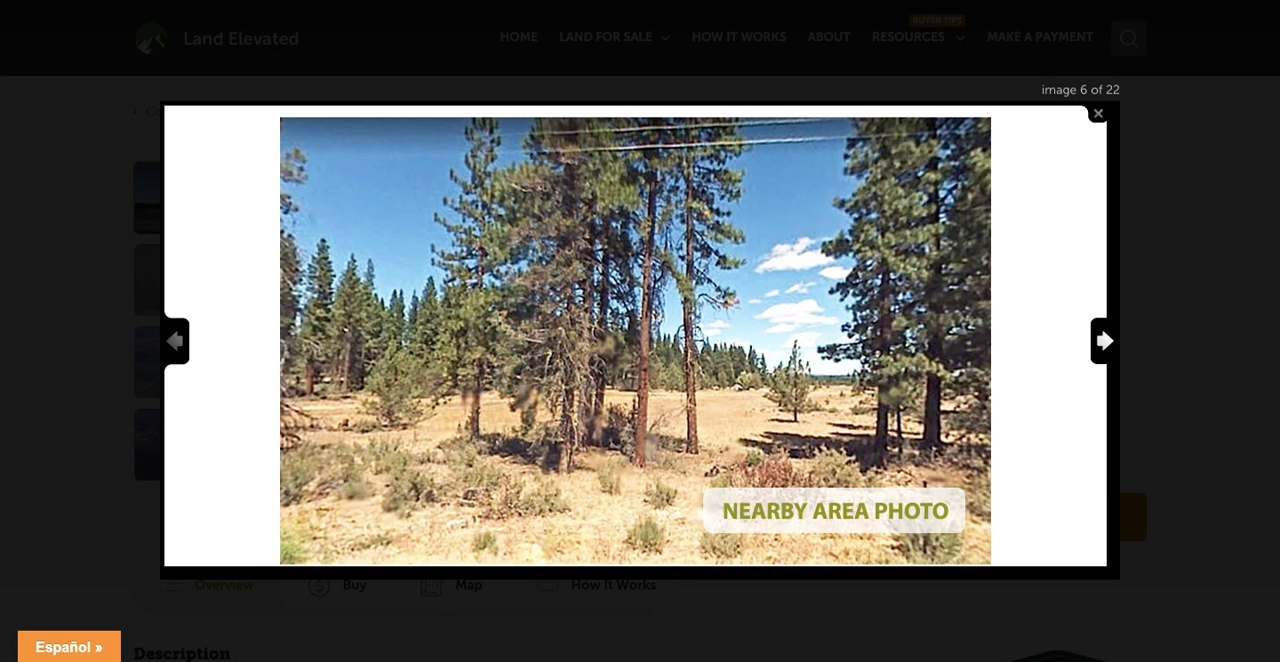 Land Elevated
BUYER TIPS
HOME LAND FOR SALE HOW IT WORKS ABOUT RESOURCES MAKE A PAYMENT
image 6 of 22
NEARBY AREA PHOTO
Overview Buy Map How It Works
Español »
Description